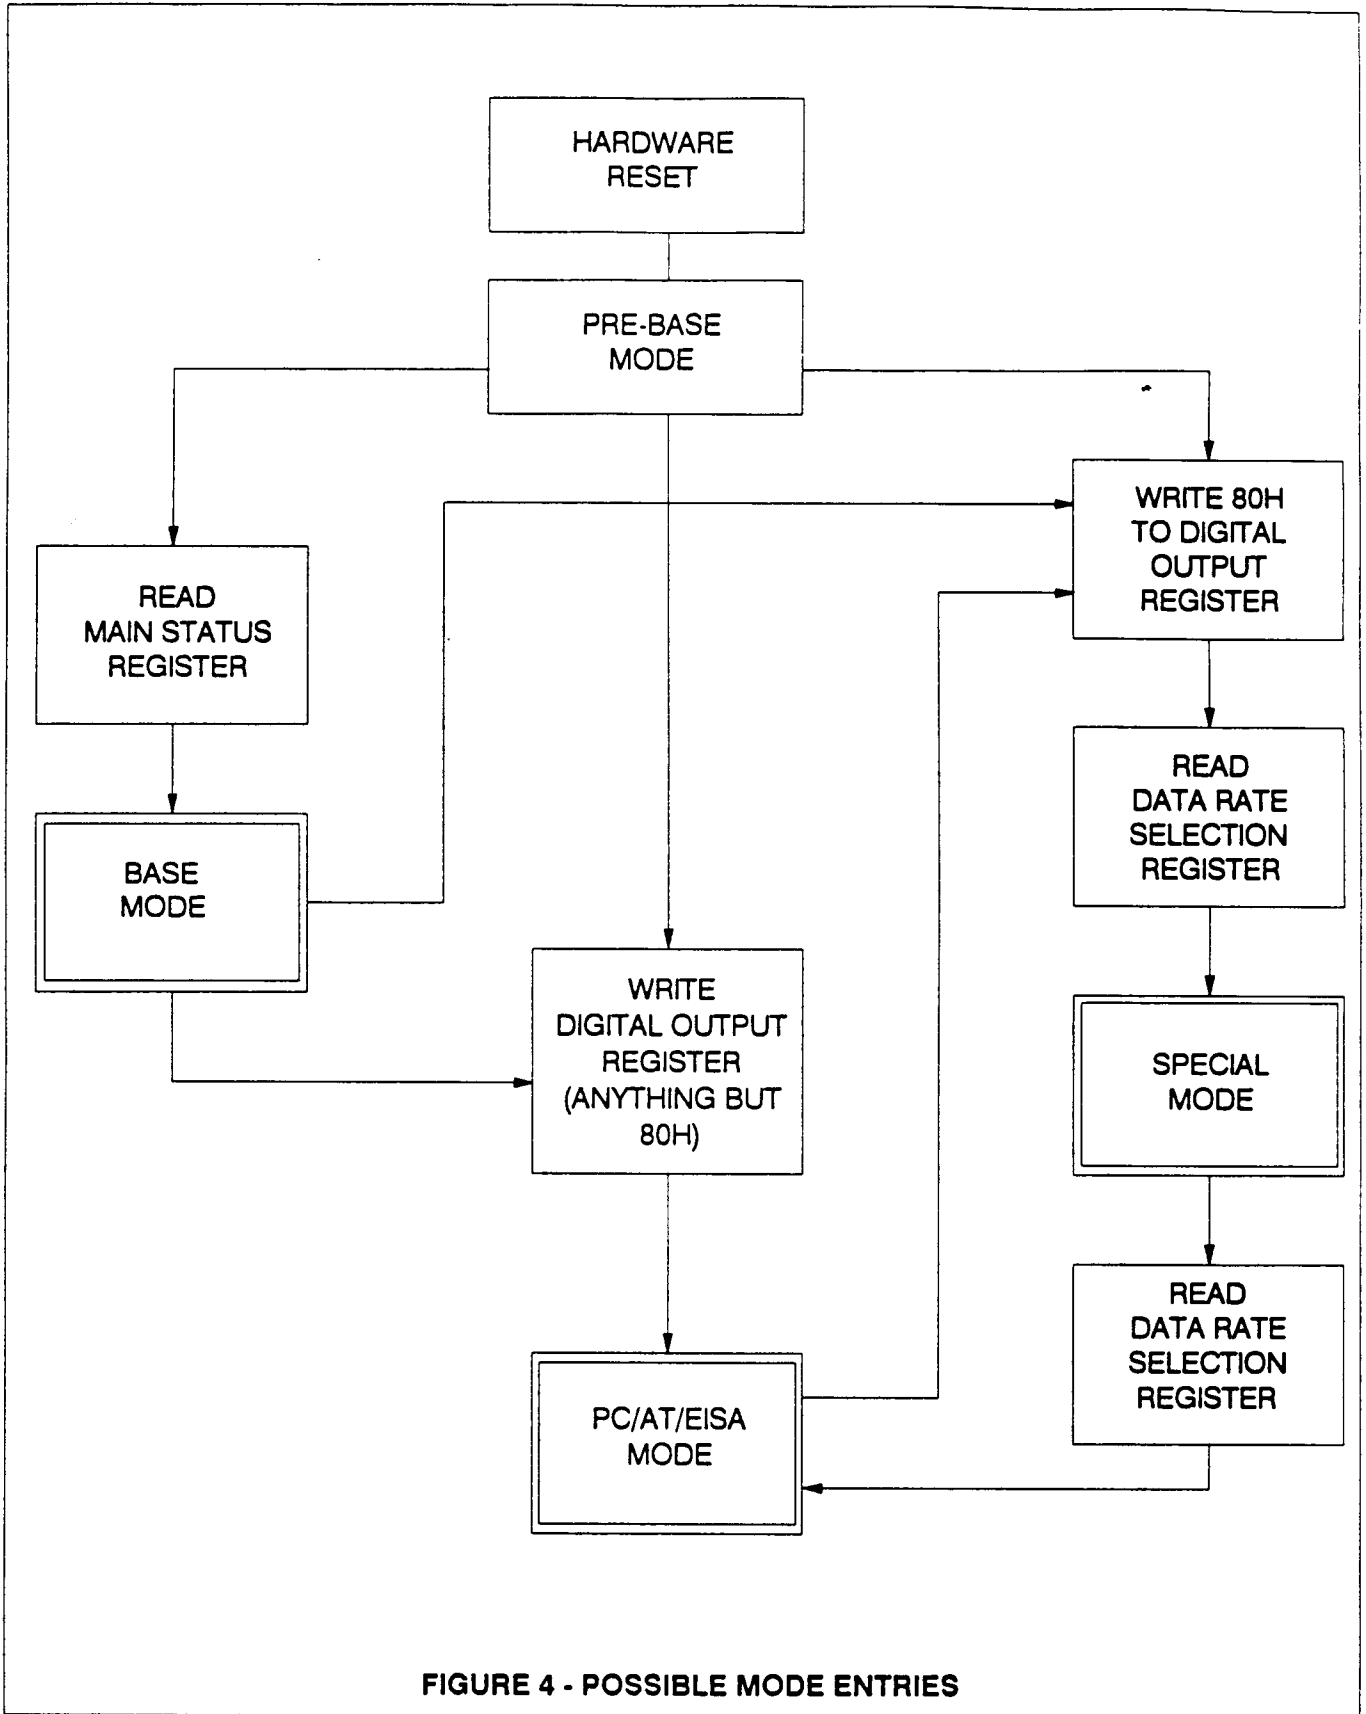 HARDWARE
RESET
PRE-BASE
MODE
WRITE 80H
TO DIGITAL
OUTPUT
REGISTER
READ
MAIN STATUS
REGISTER
READ
DATA RATE
SELECTION
REGISTER
BASE
MODE
WRITE
DIGITAL OUTPUT
REGISTER
(ANYTHING BUT
80H)
SPECIAL
MODE
READ
DATA RATE
SELECTION
REGISTER
PC/AT/EISA
MODE
FIGURE 4 - POSSIBLE MODE ENTRIES